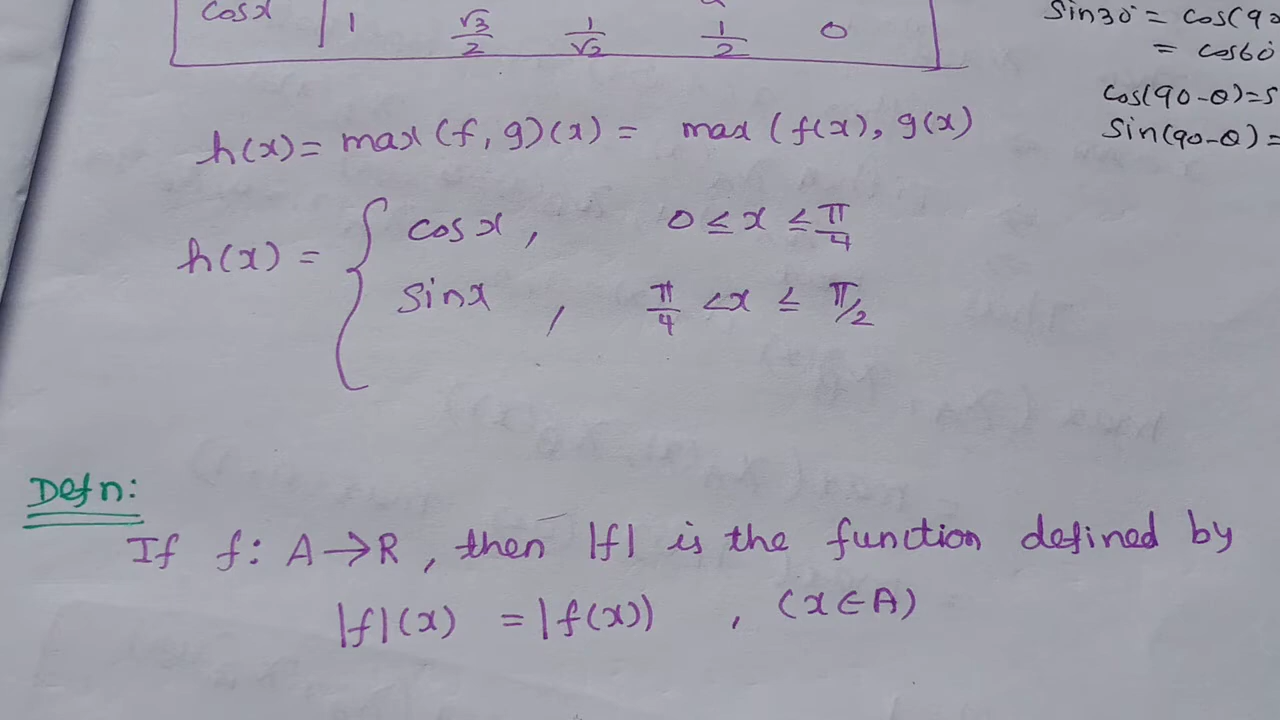 cosx 1 √3/2 1/√2 1/2 0
Sin30° = cos(90
= cos60°
cos(90-θ)=s
Sin(90-θ)=
h(x)= max(f,g)(x) = max (f(x), g(x)
h(x) = { cosx, 0≤x≤π/4
sinx, π/4 <x ≤ π/2
Defn:
If f: A→R, then |f| is the function defined by
|f|(x) =|f(x)) , (x∈A)